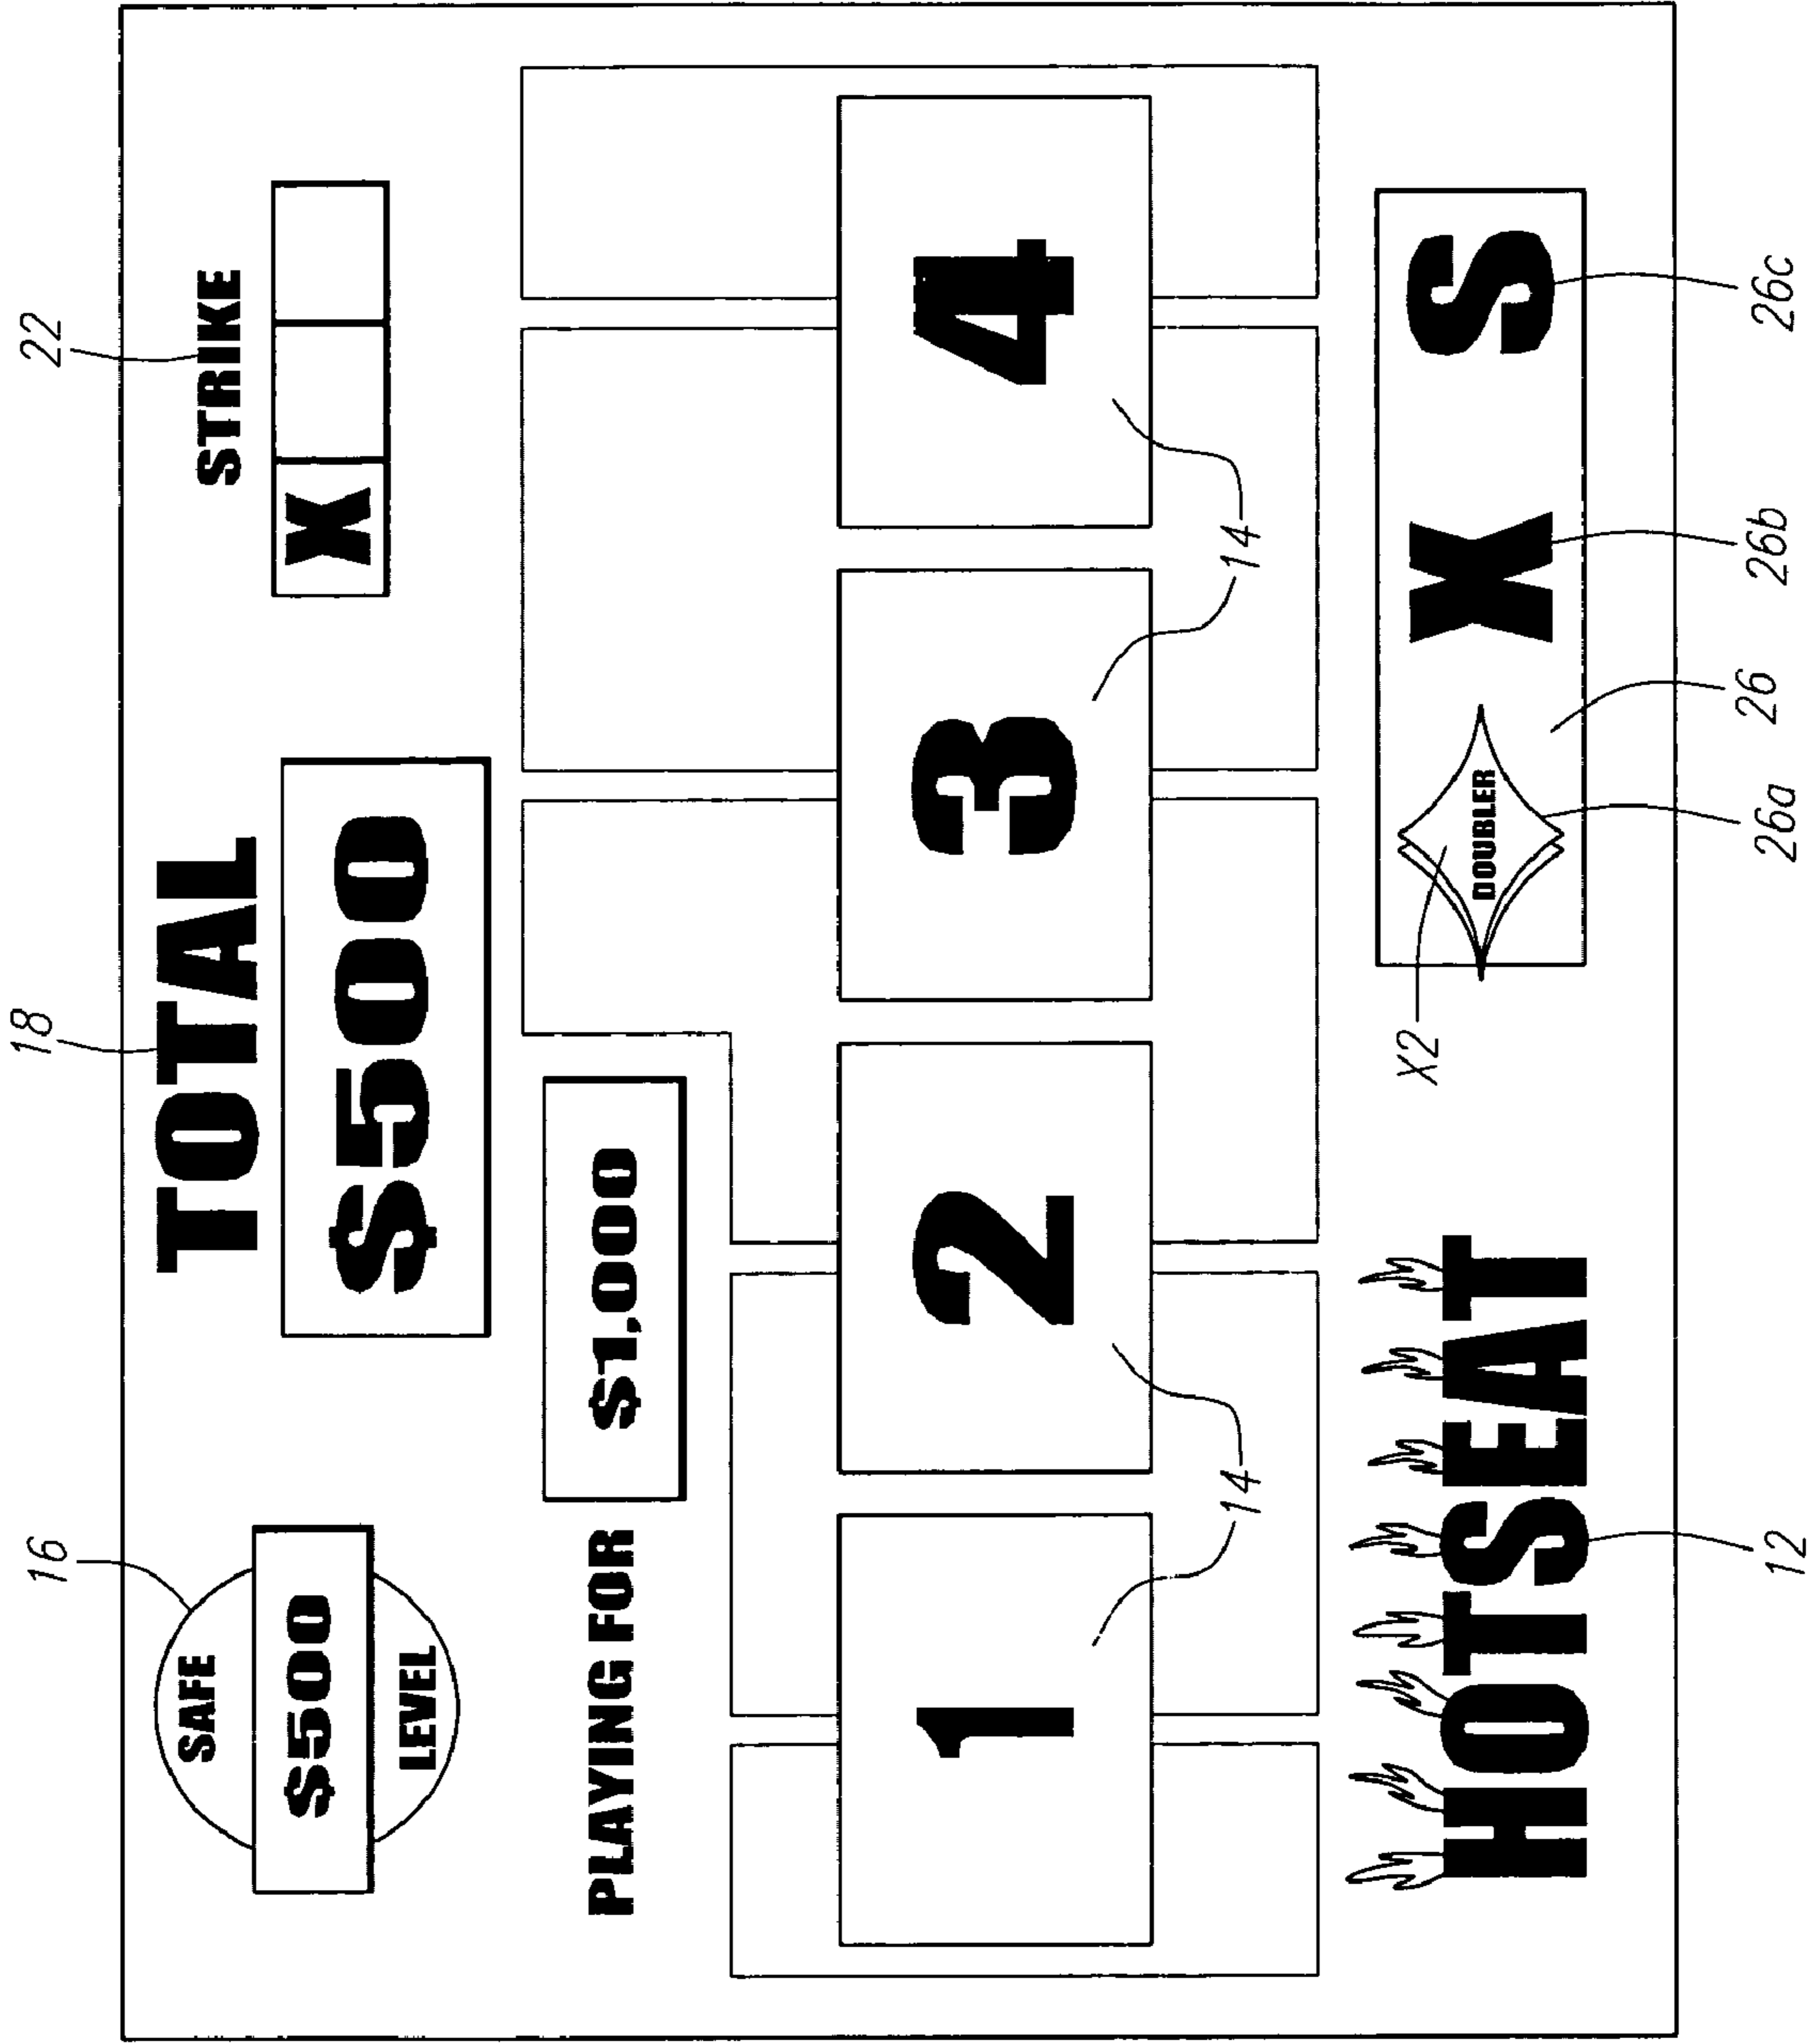 16
18
22
SAFE
$500
LEVEL
TOTAL
$500
STRIKE
X
PLAYING FOR
$1,000
1
2
3
4
14
14
HOTSEAT
X2
DOUBLER
X
S
12
26a
26
26b
26c